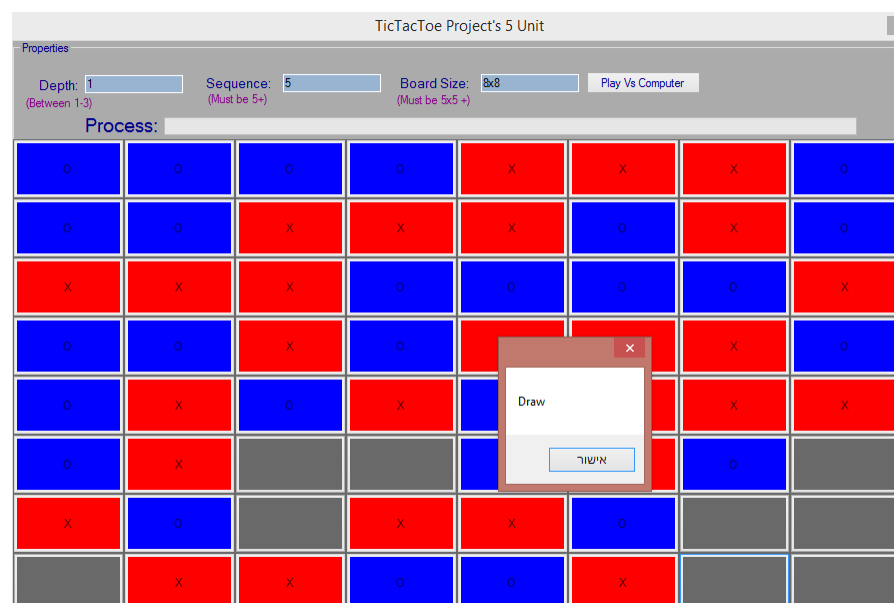 TicTacToe Project's 5 Unit
Properties
Depth: 1 Sequence: 5 Board Size: 8x8 Play Vs Computer
(Between 1-3) (Must be 5+) (Must be 5x5 +)
Process:
O O O O X X X O
O O X X X O X O
X X X O O O O X
O O X O X O
O X O X X X
O X O
X O X X O
X X O O X
Draw
אישור